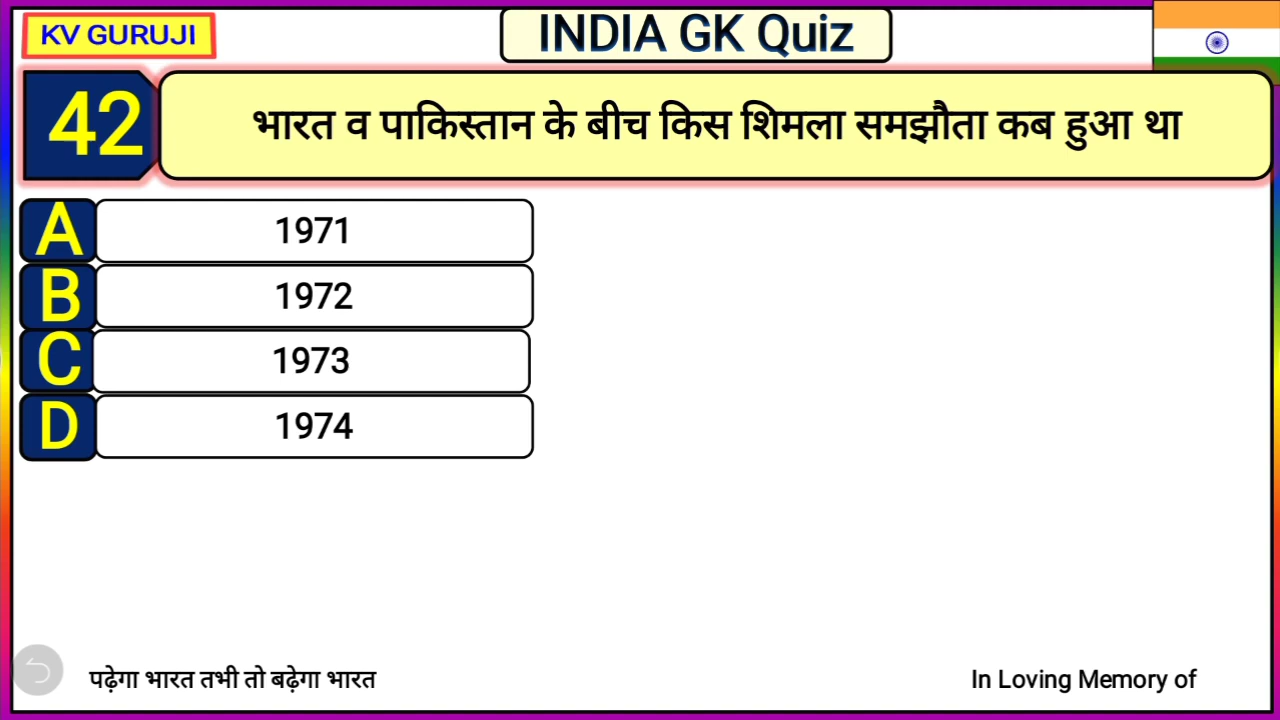 KV GURUJI
INDIA GK Quiz
42
भारत व पाकिस्तान के बीच किस शिमला समझौता कब हुआ था
A 1971
B 1972
C 1973
D 1974
पढ़ेगा भारत तभी तो बढ़ेगा भारत
In Loving Memory of